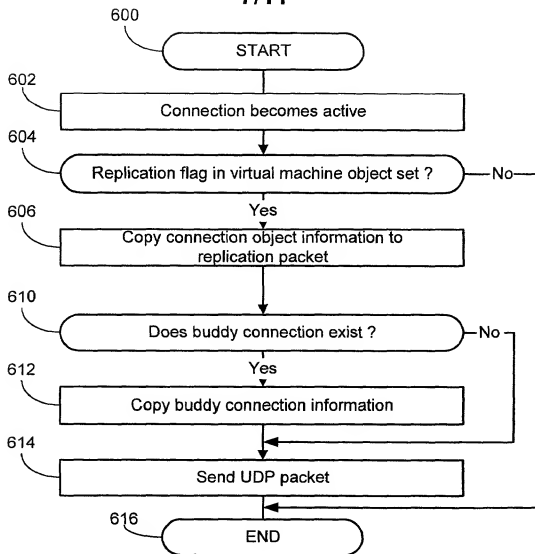 600
START
602
Connection becomes active
604
Replication flag in virtual machine object set ?
No
Yes
606
Copy connection object information to
replication packet
610
Does buddy connection exist ?
No
Yes
612
Copy buddy connection information
614
Send UDP packet
616
END